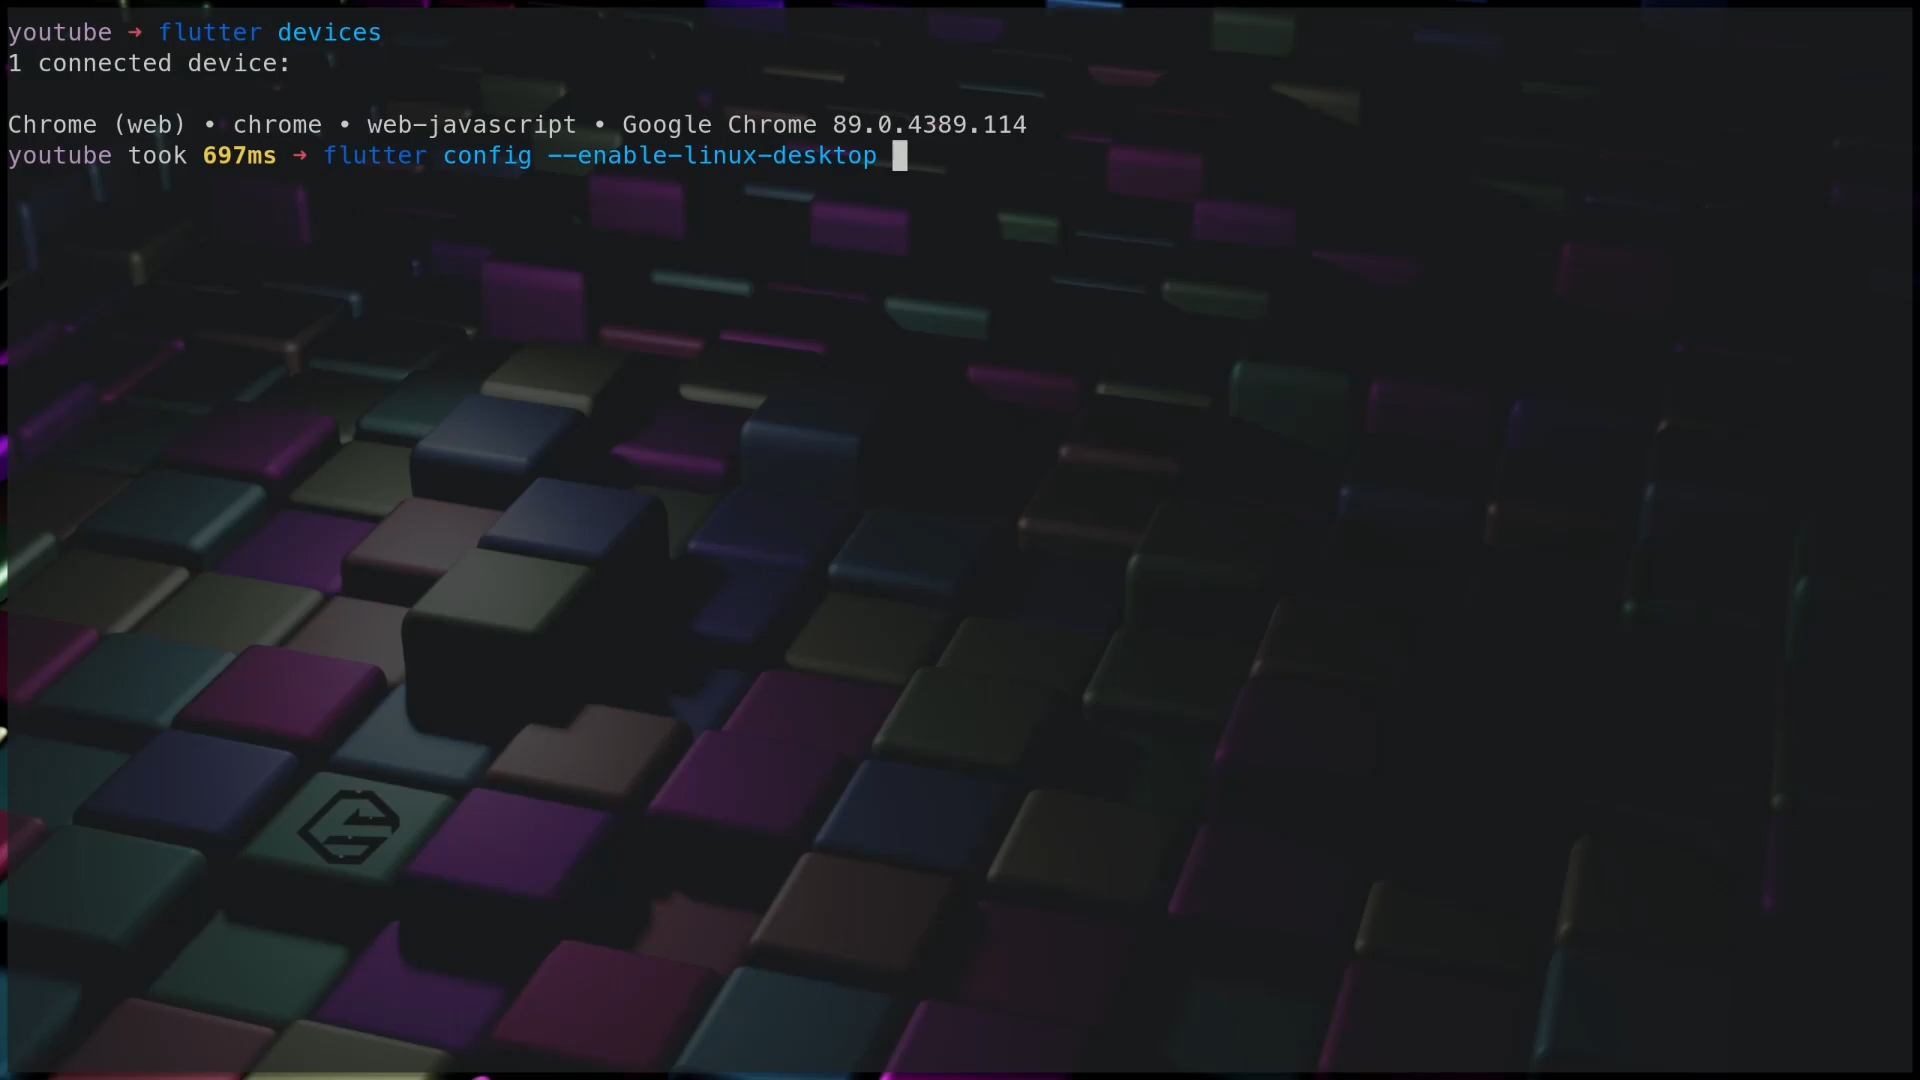 youtube ➜ flutter devices
1 connected device:
Chrome (web) • chrome • web-javascript • Google Chrome 89.0.4389.114
youtube took 697ms ➜ flutter config --enable-linux-desktop